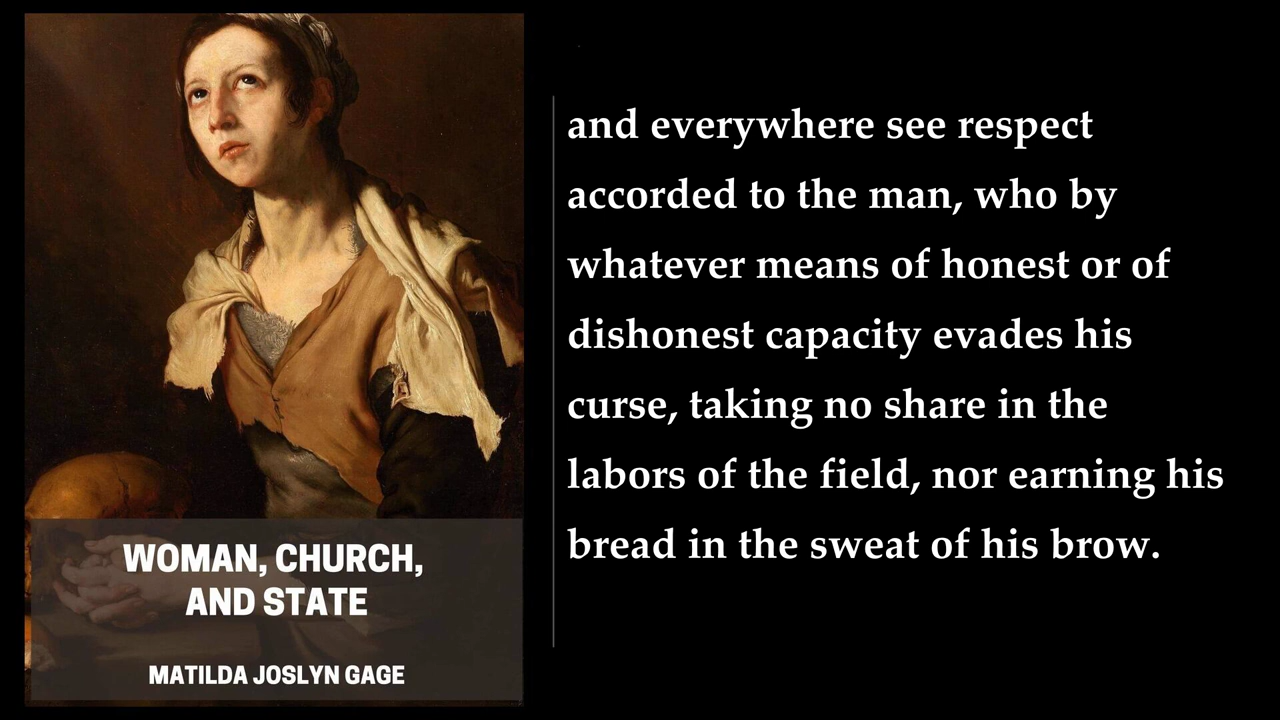 WOMAN, CHURCH,
AND STATE
MATILDA JOSLYN GAGE
and everywhere see respect
accorded to the man, who by
whatever means of honest or of
dishonest capacity evades his
curse, taking no share in the
labors of the field, nor earning his
bread in the sweat of his brow.